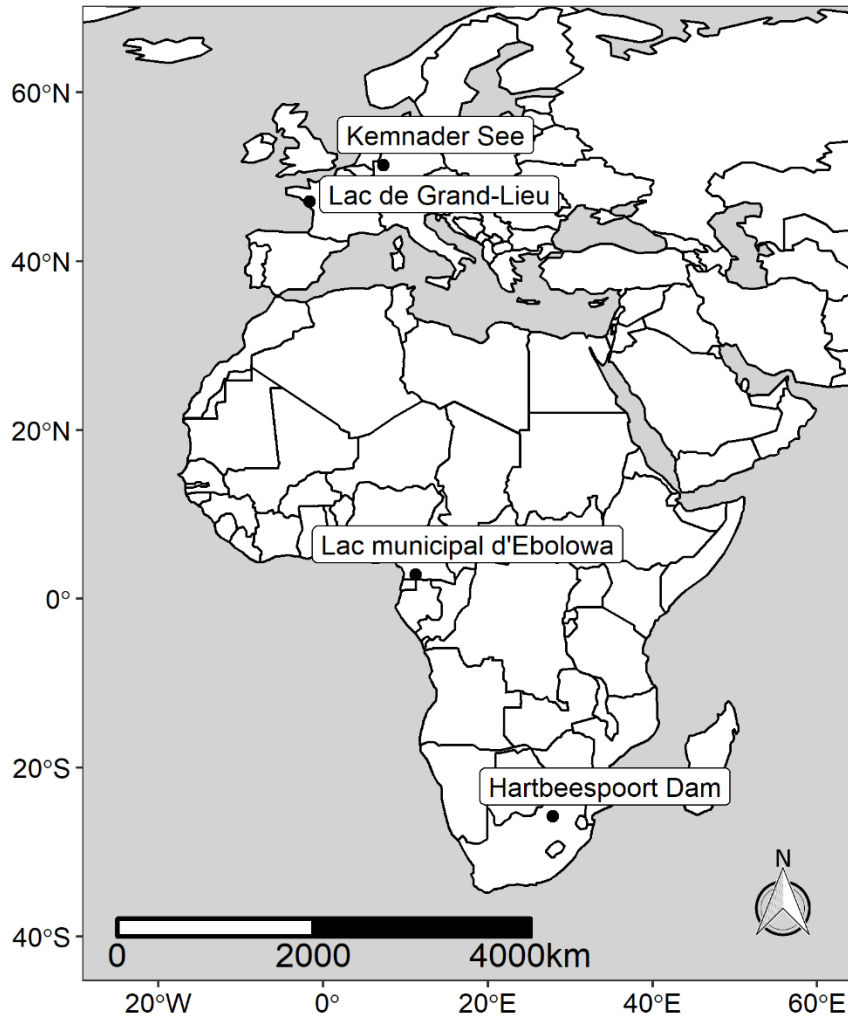 60°N
Kemnader See
Lac de Grand-Lieu
40°N
20°N
Lac municipal d'Ebolowa
0°
20°S
Hartbeespoort Dam
N
40°S
0 2000 4000km
20°W 0° 20°E 40°E 60°E